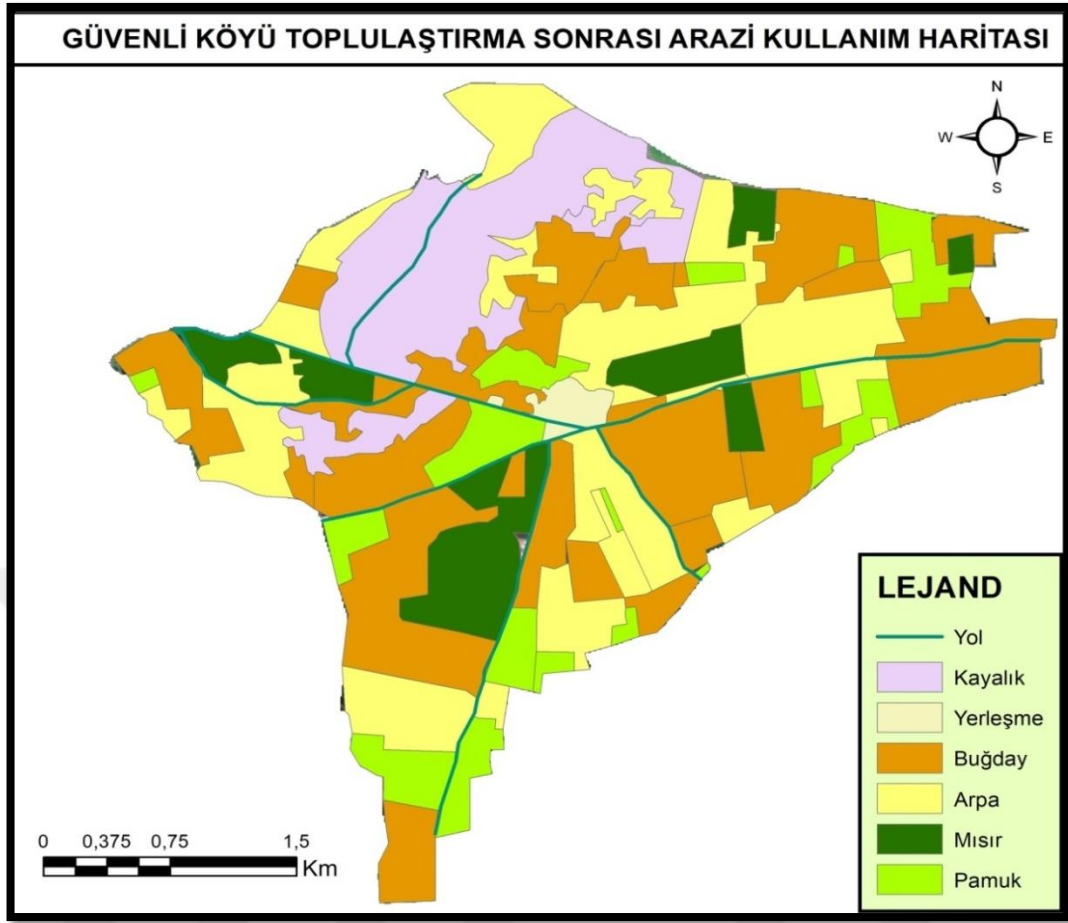 GÜVENLİ KÖYÜ TOPLULAŞTIRMA SONRASI ARAZİ KULLANIM HARİTASI
N
W E
S
LEJAND
Yol
Kayalık
Yerleşme
Buğday
Arpa
Mısır
Pamuk
0 0,375 0,75 1,5
Km